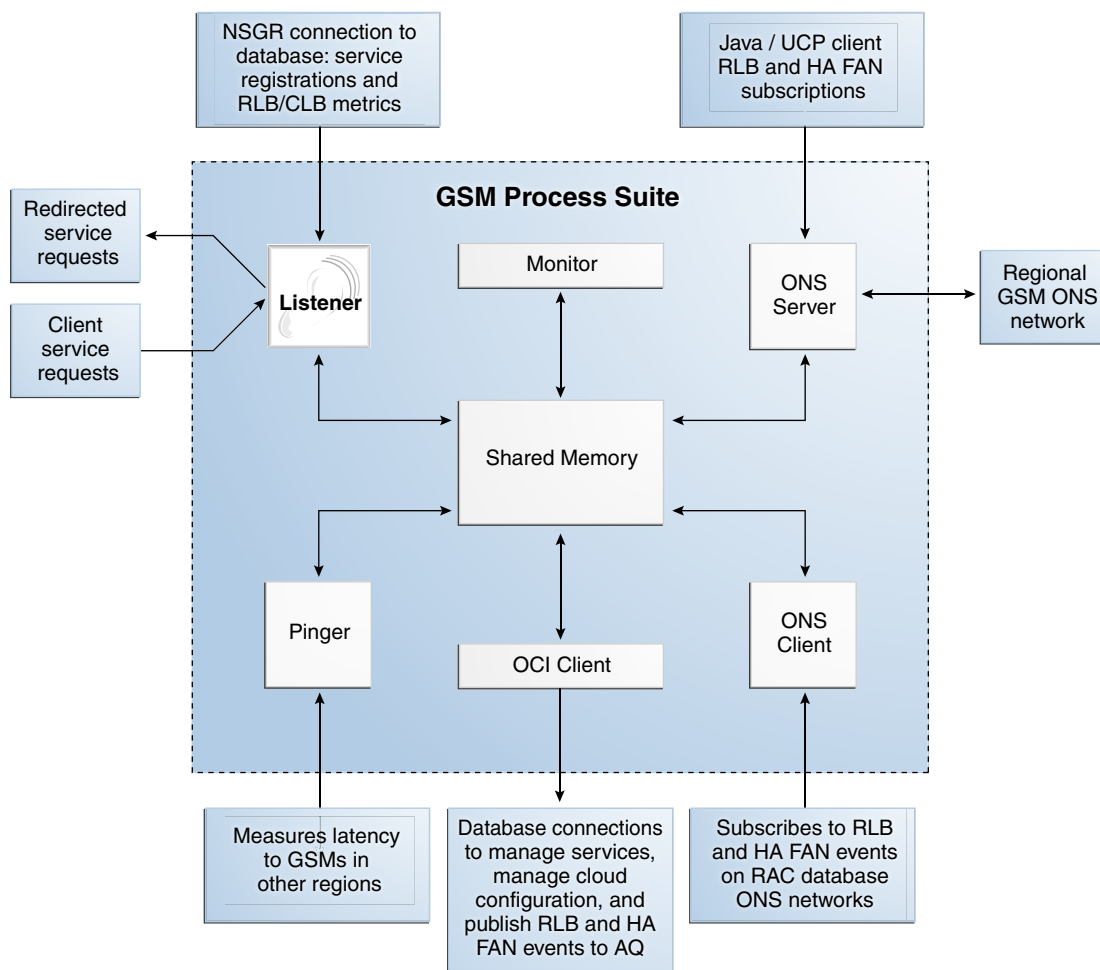 NSGR connection to
database: service
registrations and
RLB/CLB metrics
Java / UCP client
RLB and HA FAN
subscriptions
GSM Process Suite
Redirected
service
requests
Client
service
requests
Listener
Monitor
ONS
Server
Regional
GSM ONS
network
Shared Memory
Pinger
OCI Client
ONS
Client
Measures latency
to GSMs in
other regions
Database connections
to manage services,
manage cloud
configuration, and
publish RLB and HA
FAN events to AQ
Subscribes to RLB
and HA FAN events
on RAC database
ONS networks